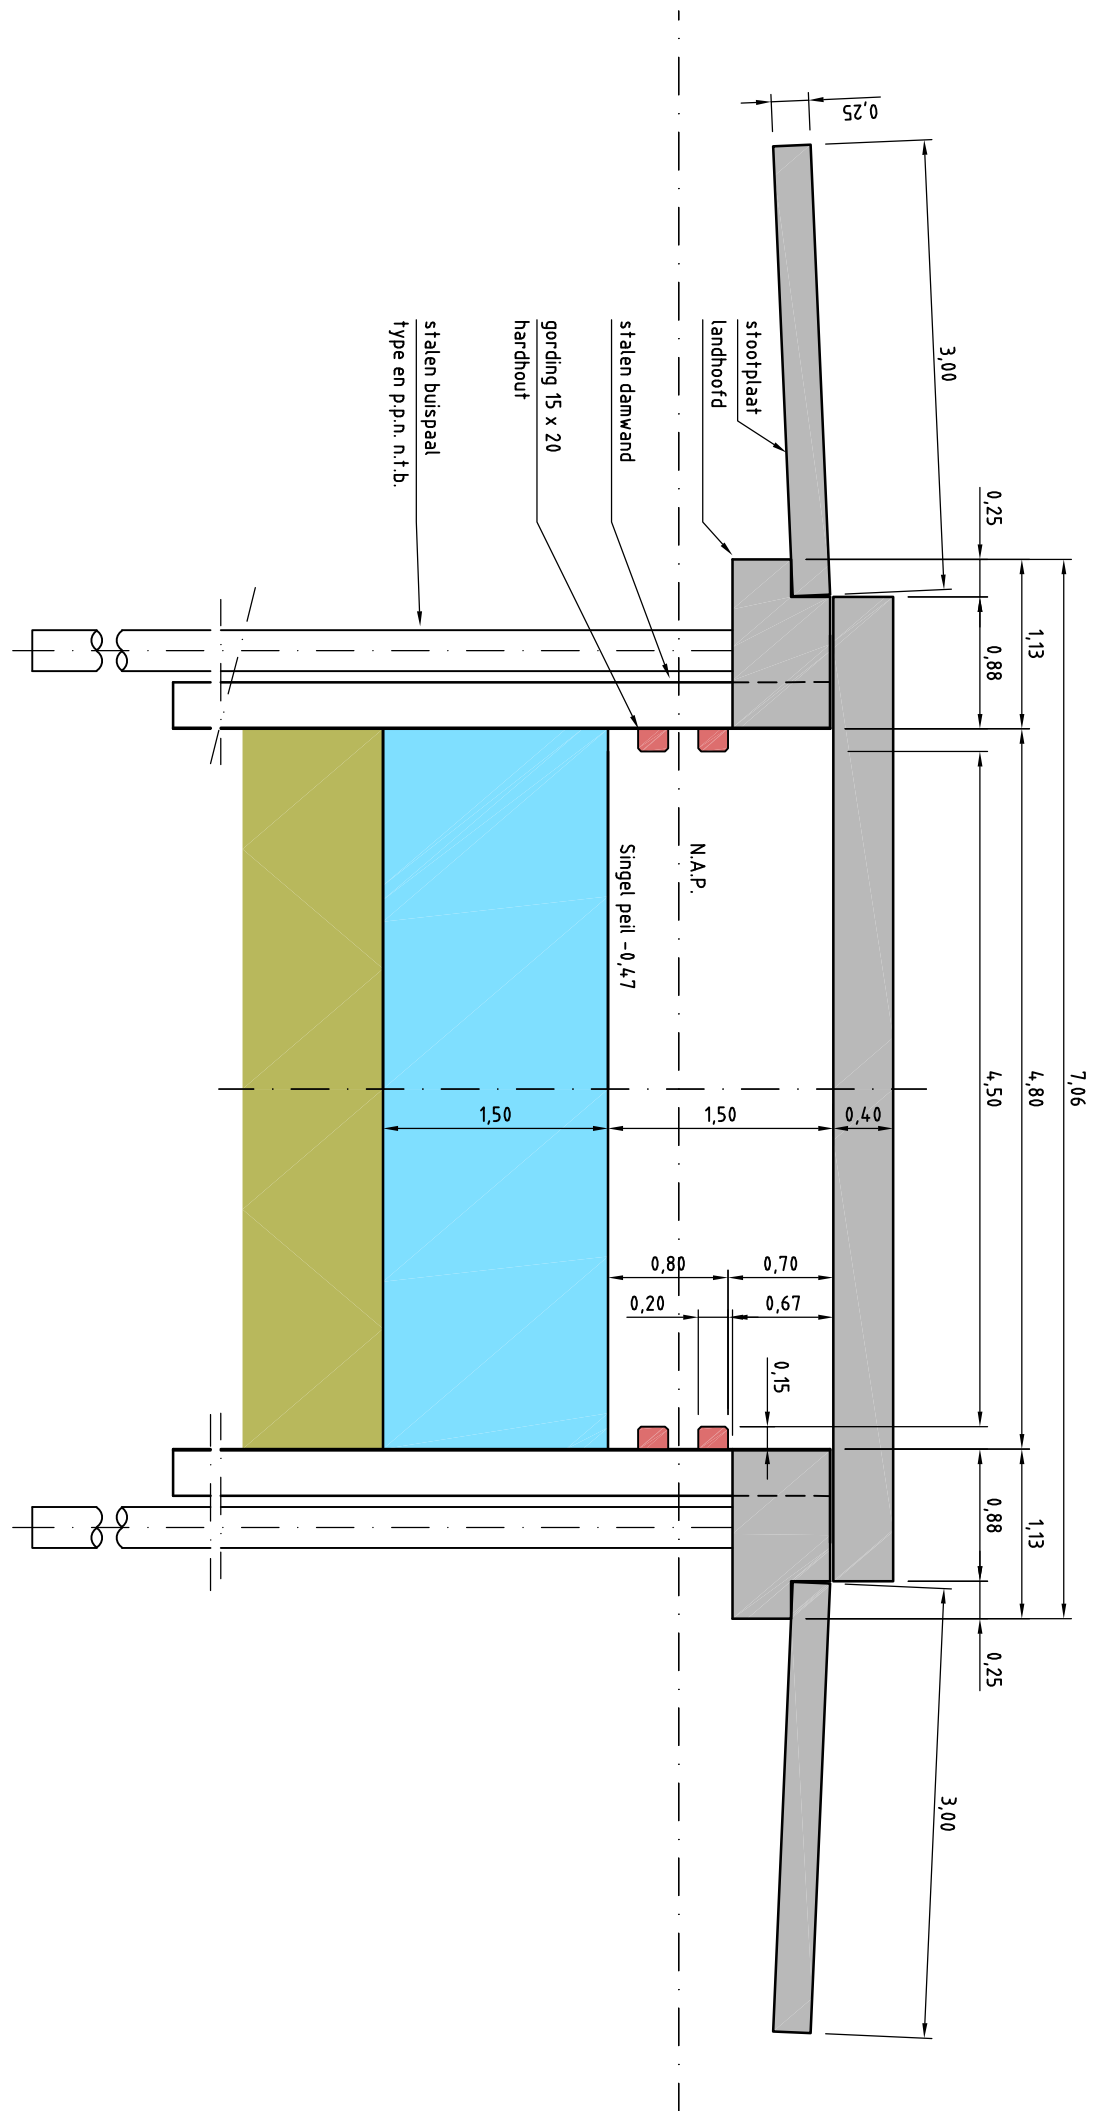 7,06
1,13
4,80
1,13
0,25
0,88
4,50
0,88
0,25
3,00
3,00
0,25
0,40
stootplaat
landhoofd
stalen damwand
gording 15 x 20
hardhout
stalen buispaal
type en p.p.n. n.t.b.
N.A.P.
Singel peil -0,47
1,50
1,50
0,70
0,80
0,67
0,20
0,15